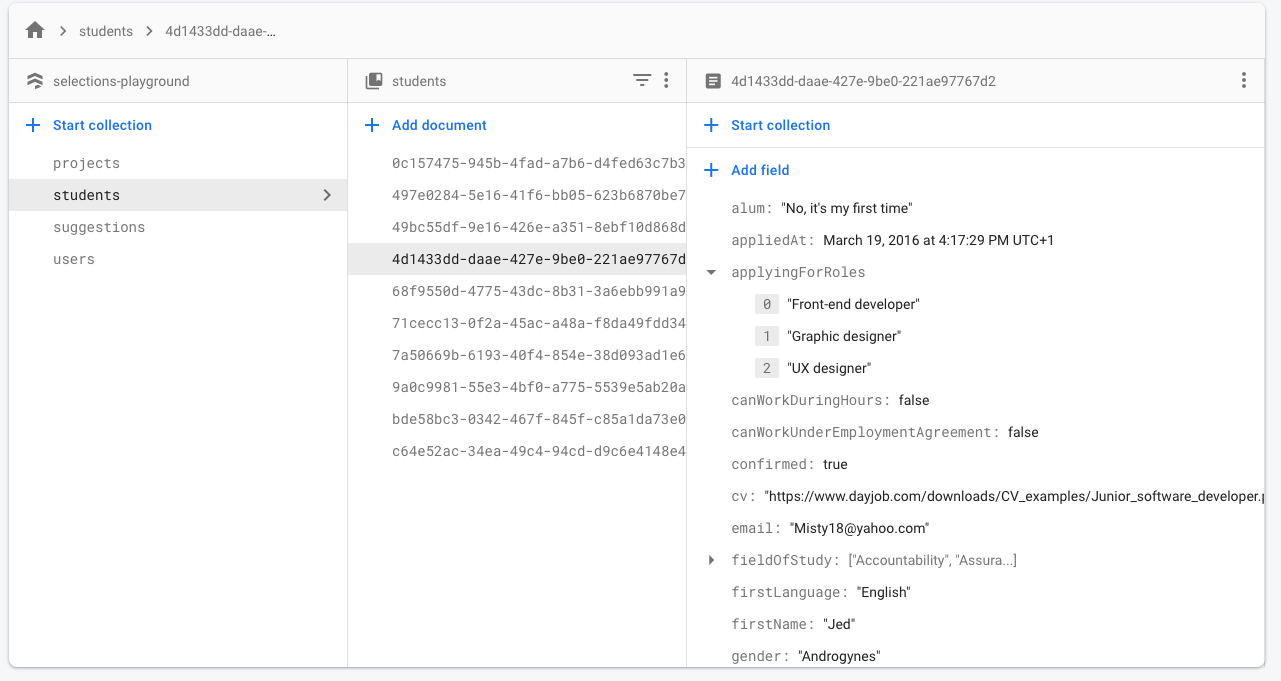 students
4d1433dd-daae-...
selections-playground
Start collection
projects
students
suggestions
users
students
Add document
0c157475-945b-4fad-a7b6-d4fed63c7b3
497e0284-5e16-41f6-bb05-623b6870be7
49bc55df-9e16-426e-a351-8ebf10d868d
4d1433dd-daae-427e-9be0-221ae97767d
68f9550d-4775-43dc-8b31-3a6ebb991a9
71cecc13-0f2a-45ac-a48a-f8da49fdd34
7a50669b-6193-40f4-854e-38d093ad1e6
9a0c9981-55e3-4bf0-a775-5539e5ab20a
bde58bc3-0342-467f-845f-c85a1da73e0
c64e52ac-34ea-49c4-94cd-d9c6e4148e4
4d1433dd-daae-427e-9be0-221ae97767d2
Start collection
Add field
alum: "No, it's my first time"
appliedAt: March 19, 2016 at 4:17:29 PM UTC+1
applyingForRoles
0 "Front-end developer"
1 "Graphic designer"
2 "UX designer"
canWorkDuringHours: false
canWorkUnderEmploymentAgreement: false
confirmed: true
cv: "https://www.dayjob.com/downloads/CV_examples/Junior_software_developer.p
email: "Misty18@yahoo.com"
fieldOfStudy: ["Accountability", "Assura...]
firstLanguage: "English"
firstName: "Jed"
gender: "Androgynes"